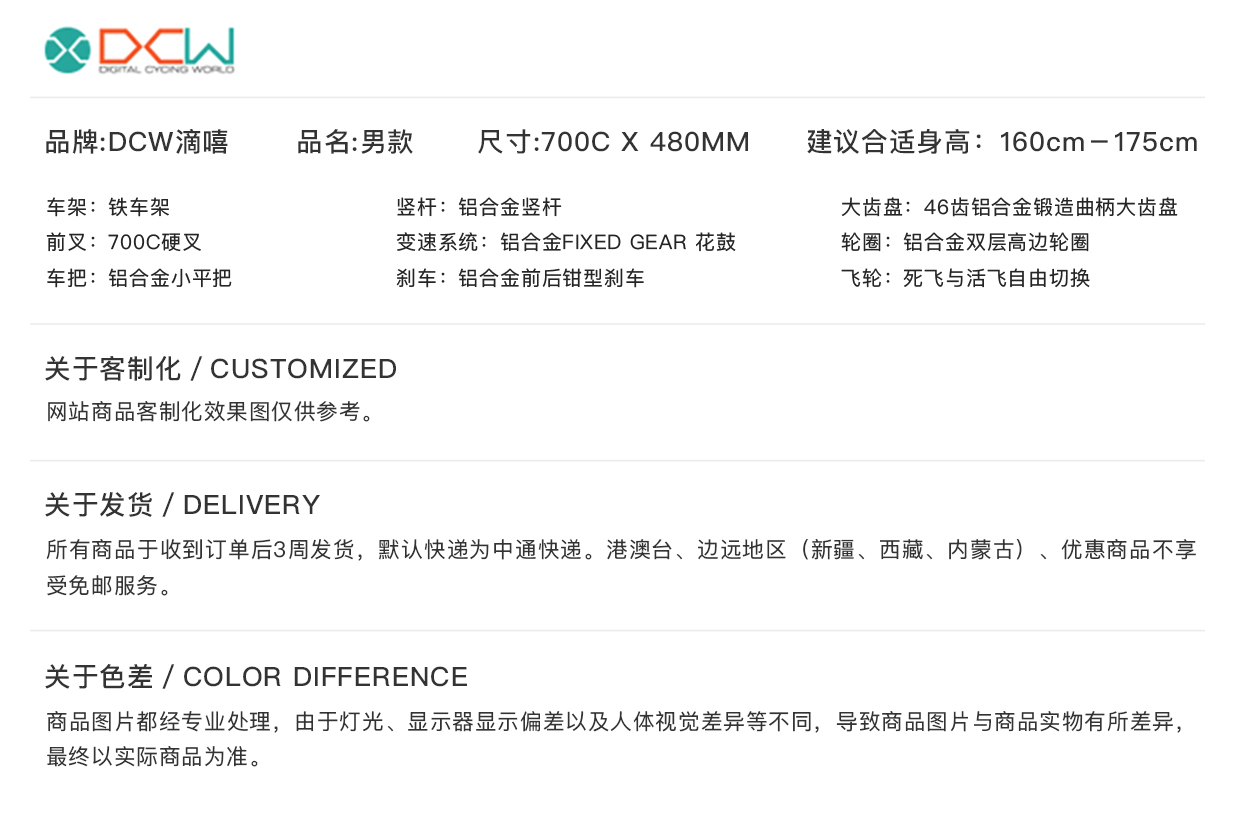 DCW
DIGITAL CYCING WORLD
品牌:DCW滴嘻 品名:男款 尺寸:700C X 480MM 建议合适身高：160cm－175cm
车架：铁车架 竖杆：铝合金竖杆 大齿盘：46齿铝合金锻造曲柄大齿盘
前叉：700C硬叉 变速系统：铝合金FIXED GEAR 花鼓 轮圈：铝合金双层高边轮圈
车把：铝合金小平把 刹车：铝合金前后钳型刹车 飞轮：死飞与活飞自由切换
关于客制化 / CUSTOMIZED
网站商品客制化效果图仅供参考。
关于发货 / DELIVERY
所有商品于收到订单后3周发货，默认快递为中通快递。港澳台、边远地区（新疆、西藏、内蒙古）、优惠商品不享
受免邮服务。
关于色差 / COLOR DIFFERENCE
商品图片都经专业处理，由于灯光、显示器显示偏差以及人体视觉差异等不同，导致商品图片与商品实物有所差异，
最终以实际商品为准。